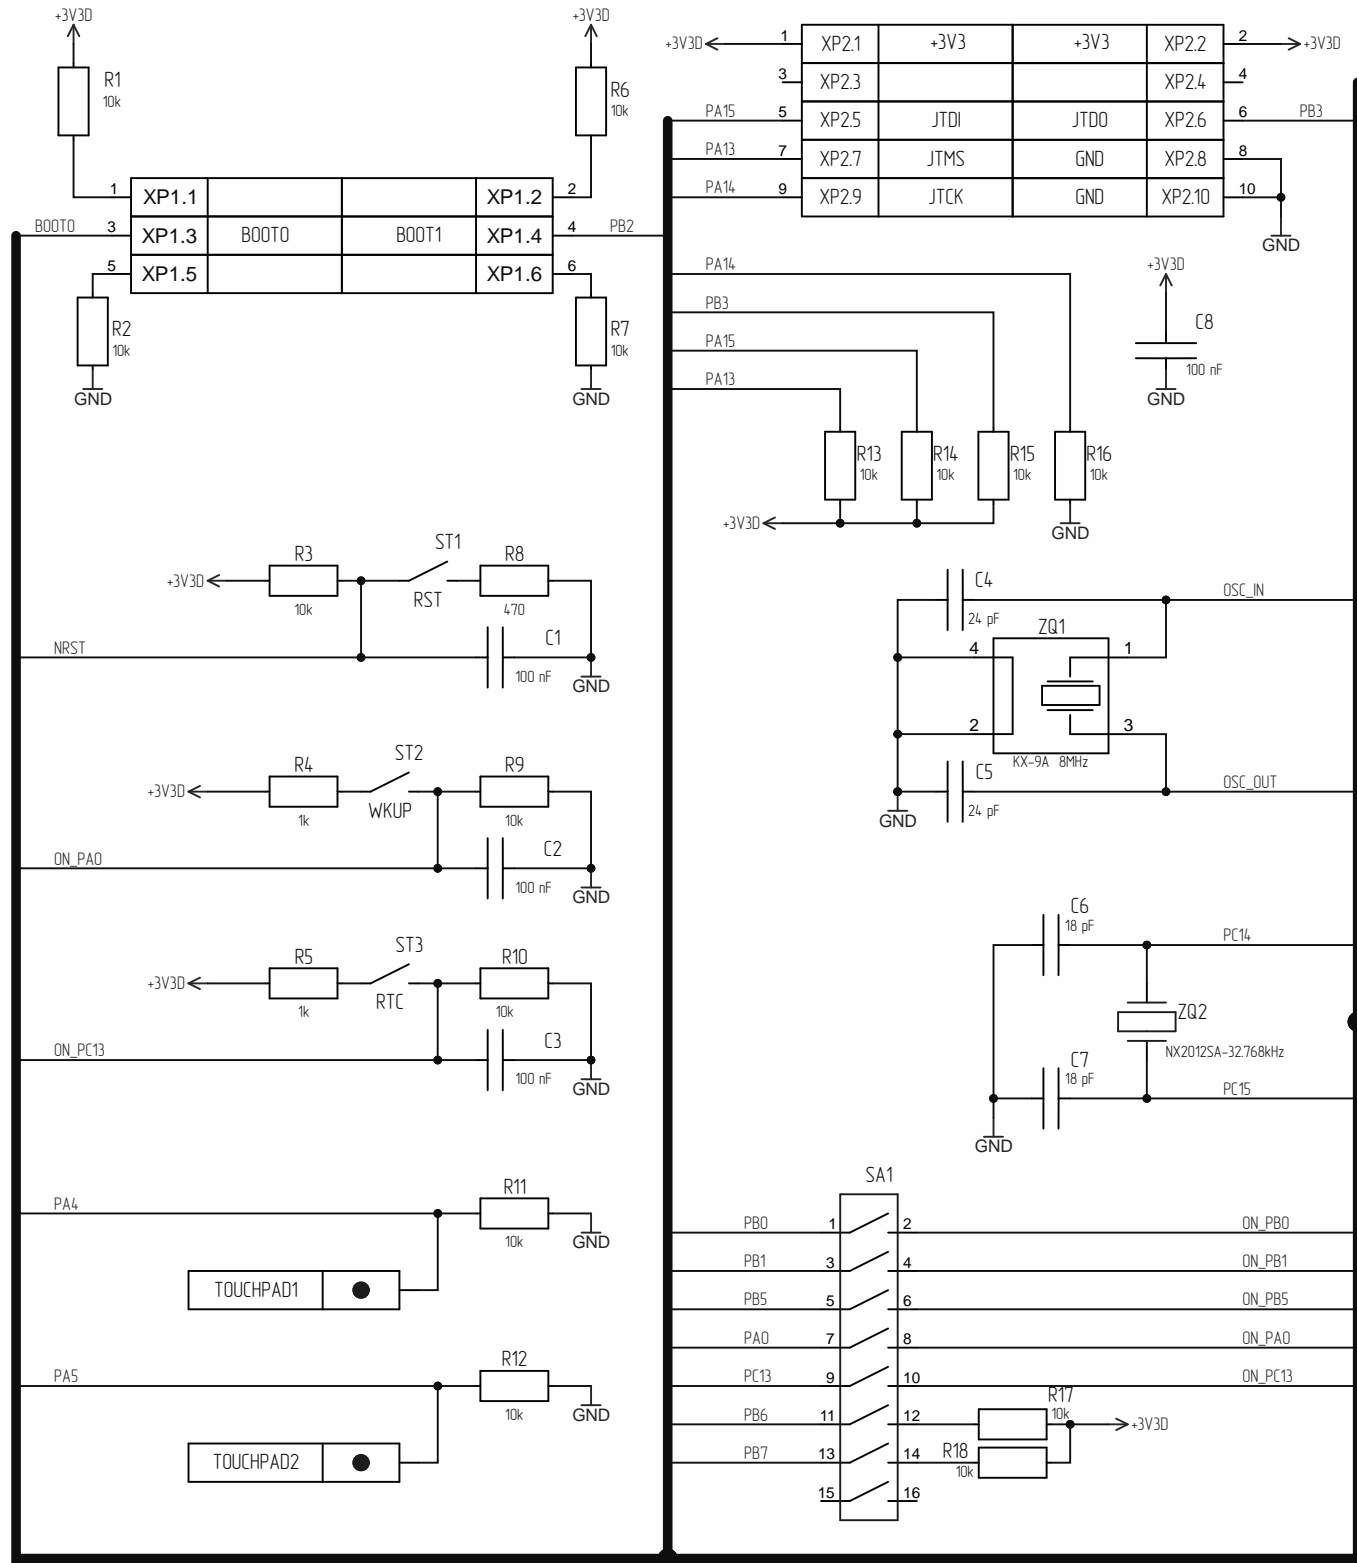 +3V3D
R1
10k
+3V3D
R6
10k
1 XP1.1 XP1.2 2
BOOT0 3 XP1.3 BOOT0 BOOT1 XP1.4 4 PB2
5 XP1.5 XP1.6 6
R2
10k
GND
R7
10k
GND
+3V3D 1 XP2.1 +3V3 +3V3 XP2.2 2 +3V3D
3 XP2.3 XP2.4 4
PA15 5 XP2.5 JTDI JTDO XP2.6 6 PB3
PA13 7 XP2.7 JTMS GND XP2.8 8
PA14 9 XP2.9 JTCK GND XP2.10 10
GND
PA14
PB3
PA15
PA13
+3V3D
C8
100 nF
GND
R13
10k
R14
10k
R15
10k
R16
10k
+3V3D
GND
+3V3D
R3
10k
ST1
RST
R8
470
NRST
C1
100 nF
GND
+3V3D
R4
1k
ST2
WKUP
R9
10k
ON_PA0
C2
100 nF
GND
+3V3D
R5
1k
ST3
RTC
R10
10k
ON_PC13
C3
100 nF
GND
C4
24 pF
OSC_IN
ZQ1
4 1
2 3
KX-9A 8MHz
C5
24 pF
OSC_OUT
GND
C6
18 pF
PC14
ZQ2
NX2012SA-32.768kHz
C7
18 pF
PC15
GND
PA4
R11
10k
GND
TOUCHPAD1
PA5
R12
10k
GND
TOUCHPAD2
SA1
PB0 1 2 ON_PB0
PB1 3 4 ON_PB1
PB5 5 6 ON_PB5
PA0 7 8 ON_PA0
PC13 9 10 ON_PC13
R17
10k
PB6 11 12 +3V3D
PB7 13 14 R18
10k
15 16